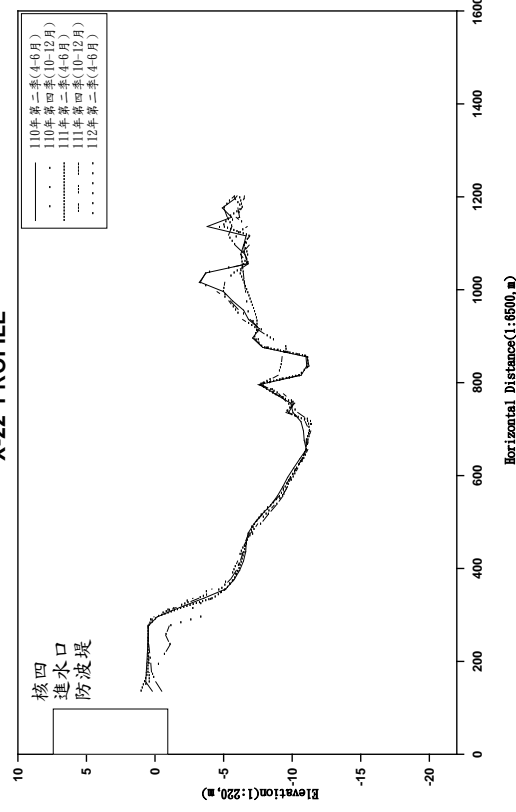 X-22 PROFILE
110年第二季(4-6月)
110年第四季(10-12月)
111年第二季(4-6月)
111年第四季(10-12月)
112年第二季(4-6月)
核四
進水口
防波堤
10
5
0
-5
-10
-15
-20
Elevation(1:220,m)
0
200
400
600
800
1000
1200
1400
1600
Horizontal Distance(1:6500,m)